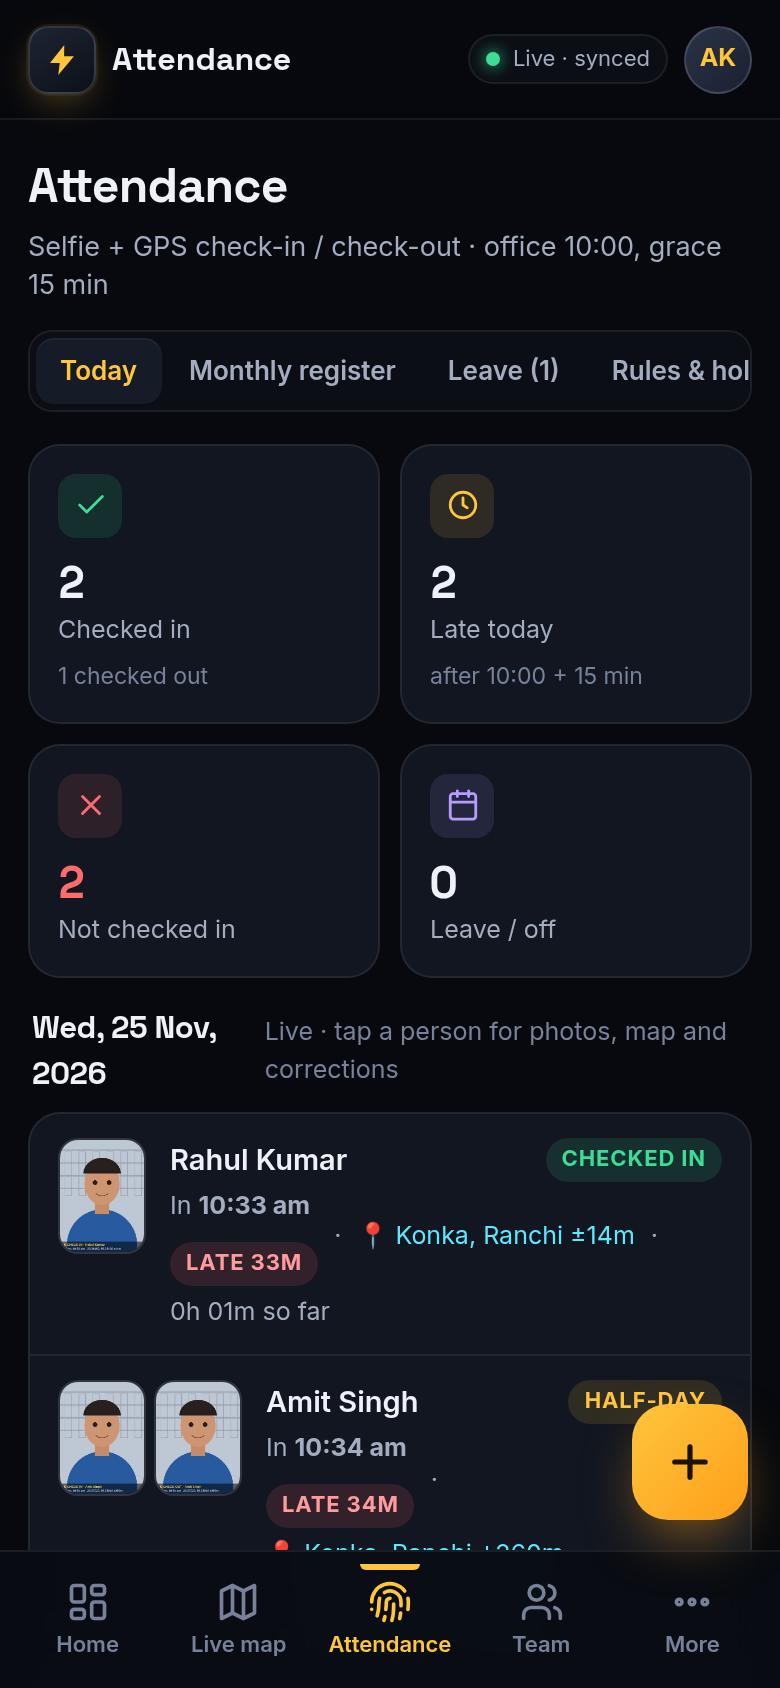 Attendance
Live · synced
AK
Attendance
Selfie + GPS check-in / check-out · office 10:00, grace
15 min
Today
Monthly register
Leave (1)
Rules & hol
2
Checked in
1 checked out
2
Late today
after 10:00 + 15 min
2
Not checked in
0
Leave / off
Wed, 25 Nov,
2026
Live · tap a person for photos, map and
corrections
Rahul Kumar
CHECKED IN
In 10:33 am
LATE 33M
· 📍 Konka, Ranchi ±14m ·
0h 01m so far
Amit Singh
HALF-DAY
In 10:34 am
LATE 34M
·
Home
Live map
Attendance
Team
More